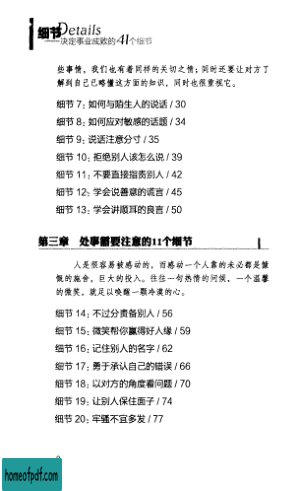 细节 Details
决定事业成败的41个细节
些事情，我们也有着同样的关切之情；同时还要让对方了
解到自己已略懂这方面的知识，同时也很重视它。
细节 7：如何与陌生人的说话 / 30
细节 8：如何应对敏感的话题 / 34
细节 9：说话注意分寸 / 35
细节 10：拒绝别人该怎么说 / 39
细节 11：不要直接指责别人 / 42
细节 12：学会说善意的谎言 / 45
细节 13：学会讲顺耳的良言 / 50
第三章 处事需要注意的11个细节
人是很容易被感动的，而感动一个人靠的未必都是慷
慨的施舍，巨大的投入。往往一句热情的问候，一个温馨
的微笑，就足以唤醒一颗冷漠的心。
细节 14：不过分责备别人 / 56
细节 15：微笑帮你赢得好人缘 / 59
细节 16：记住别人的名字 / 62
细节 17：勇于承认自己的错误 / 66
细节 18：以对方的角度看问题 / 70
细节 19：让别人保住面子 / 74
细节 20：牢骚不宜多发 / 77
homeofpdf.com